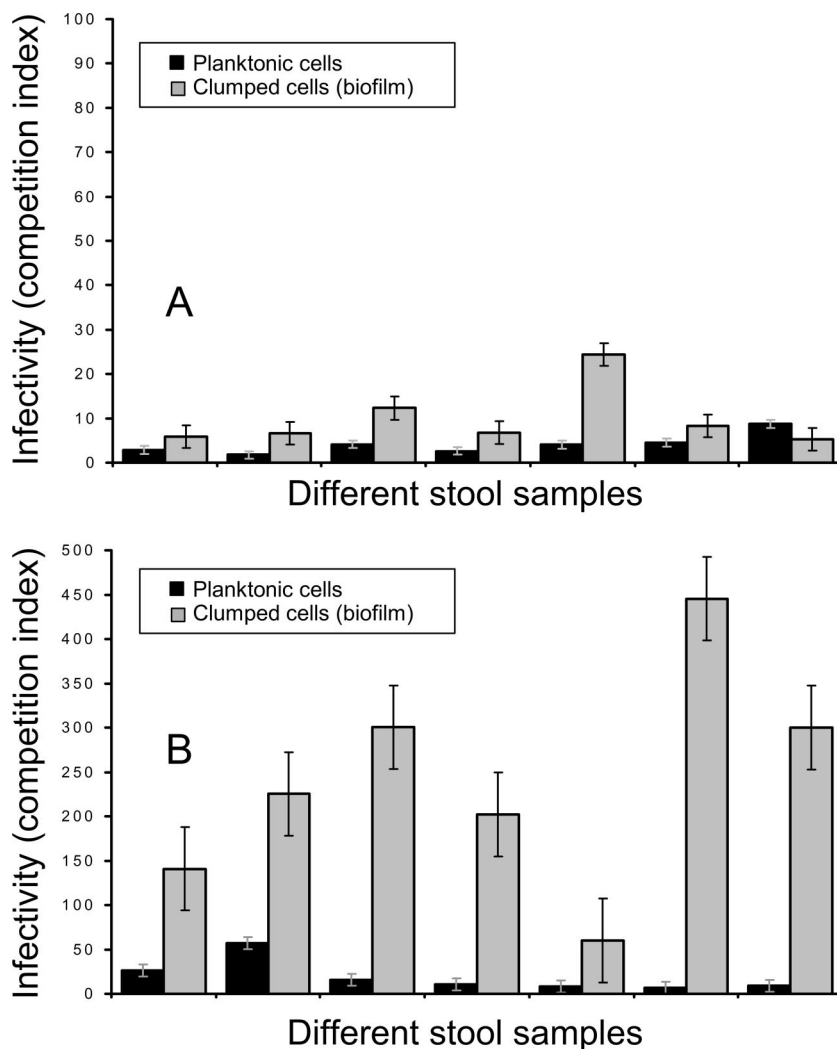 100
90
80
70
60
50
40
30
20
10
0
Infectivity (competition index)
Planktonic cells
Clumped cells (biofilm)
A
Different stool samples
500
450
400
350
300
250
200
150
100
50
0
Infectivity (competition index)
Planktonic cells
Clumped cells (biofilm)
B
Different stool samples